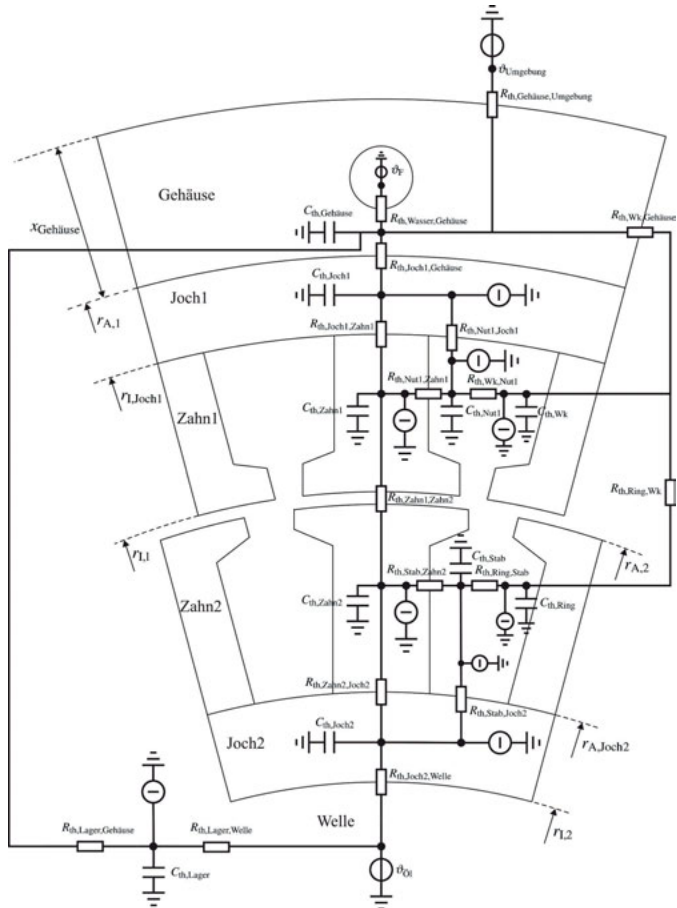 ϑUmgebung
Rth,Gehäuse,Umgebung
Gehäuse
ϑF
Cth,Gehäuse
Rth,Wasser,Gehäuse
Rth,Wk,Gehäuse
xGehäuse
Rth,Joch1,Gehäuse
Cth,Joch1
Joch1
rA,1
Rth,Joch1,Zahn1
Rth,Nut1,Joch1
rI,Joch1
Rth,Nut1,Zahn1
Rth,Wk,Nut1
Zahn1
Cth,Zahn1
Cth,Nut1
Cth,Wk
Rth,Ring,Wk
Rth,Zahn1,Zahn2
rI,1
Cth,Stab
rA,2
Rth,Stab,Zahn2
Rth,Ring,Stab
Zahn2
Cth,Zahn2
Cth,Ring
Rth,Zahn2,Joch2
Rth,Stab,Joch2
Cth,Joch2
Joch2
rA,Joch2
Rth,Joch2,Welle
Welle
rI,2
Rth,Lager,Gehäuse
Rth,Lager,Welle
Cth,Lager
ϑÖl